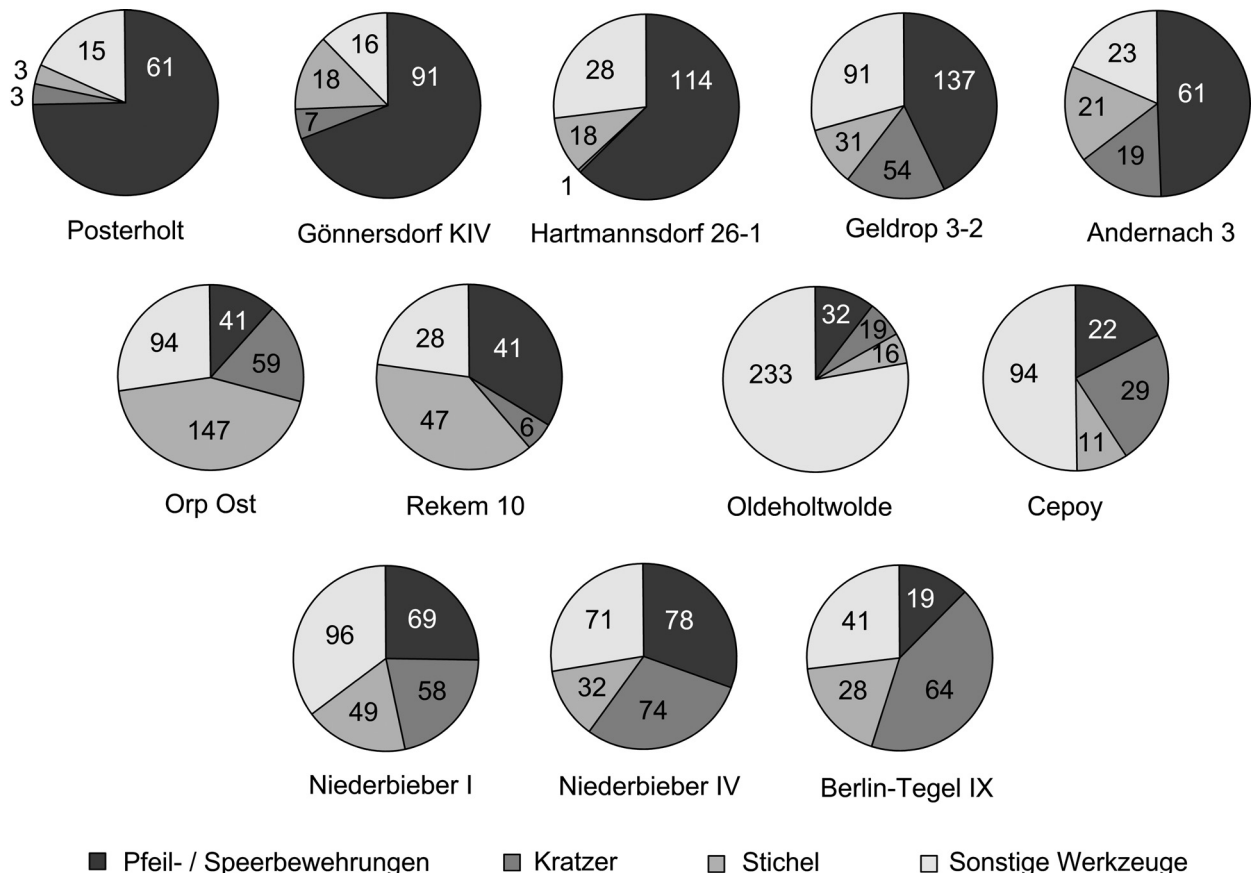 15 61 3 3
Posterholt
16 91 18 7
Gönnersdorf KIV
28 114 18 1
Hartmannsdorf 26-1
91 137 31 54
Geldrop 3-2
23 61 21 19
Andernach 3
41 94 59 147
Orp Ost
28 41 47 6
Rekem 10
32 19 16 233
Oldeholtwolde
22 94 29 11
Cepoy
69 96 58 49
Niederbieber I
71 78 32 74
Niederbieber IV
19 41 28 64
Berlin-Tegel IX
Pfeil- / Speerbewehrungen Kratzer Stichel Sonstige Werkzeuge